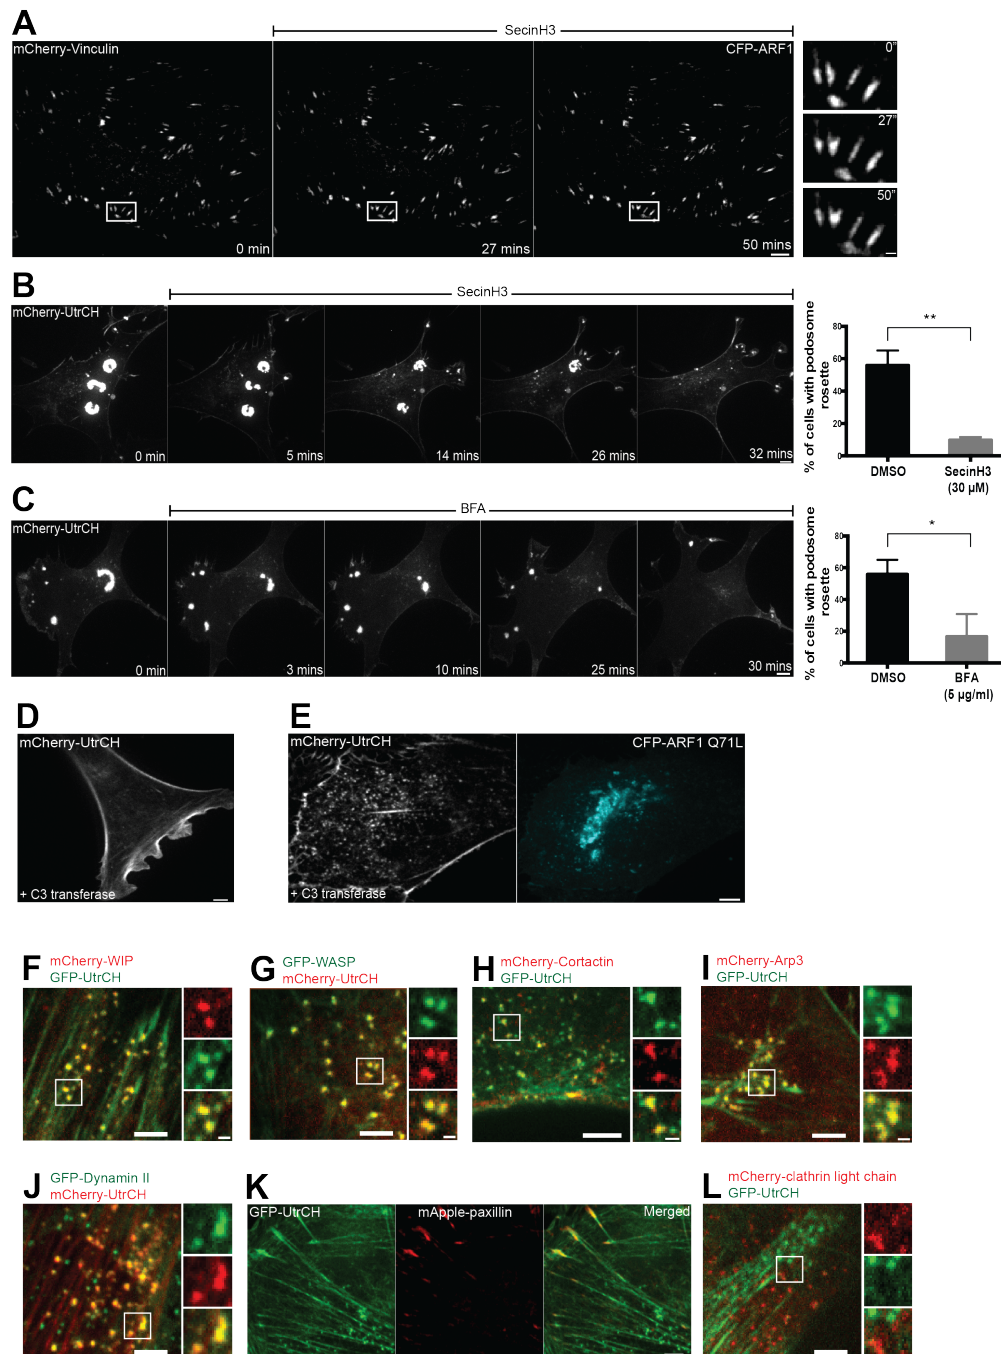 A
SecinH3
mCherry-Vinculin
CFP-ARF1
0 min
27 mins
50 mins
0"
27"
50"
B
SecinH3
mCherry-UtrCH
0 min
5 mins
14 mins
26 mins
32 mins
% of cells with podosome
rosette
80
60
40
20
0
**
DMSO
SecinH3
(30 µM)
C
BFA
mCherry-UtrCH
0 min
3 mins
10 mins
25 mins
30 mins
% of cells with podosome
rosette
80
60
40
20
0
*
DMSO
BFA
(5 µg/ml)
D
mCherry-UtrCH
+ C3 transferase
E
mCherry-UtrCH
CFP-ARF1 Q71L
+ C3 transferase
F
mCherry-WIP
GFP-UtrCH
G
GFP-WASP
mCherry-UtrCH
H
mCherry-Cortactin
GFP-UtrCH
I
mCherry-Arp3
GFP-UtrCH
J
GFP-Dynamin II
mCherry-UtrCH
K
GFP-UtrCH
mApple-paxillin
Merged
L
mCherry-clathrin light chain
GFP-UtrCH